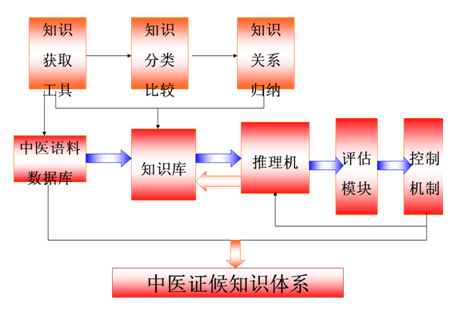 知识
获取
工具
知识
分类
比较
知识
关系
归纳
中医语料
数据库
知识库
推理机
评估
模块
控制
机制
中医证候知识体系